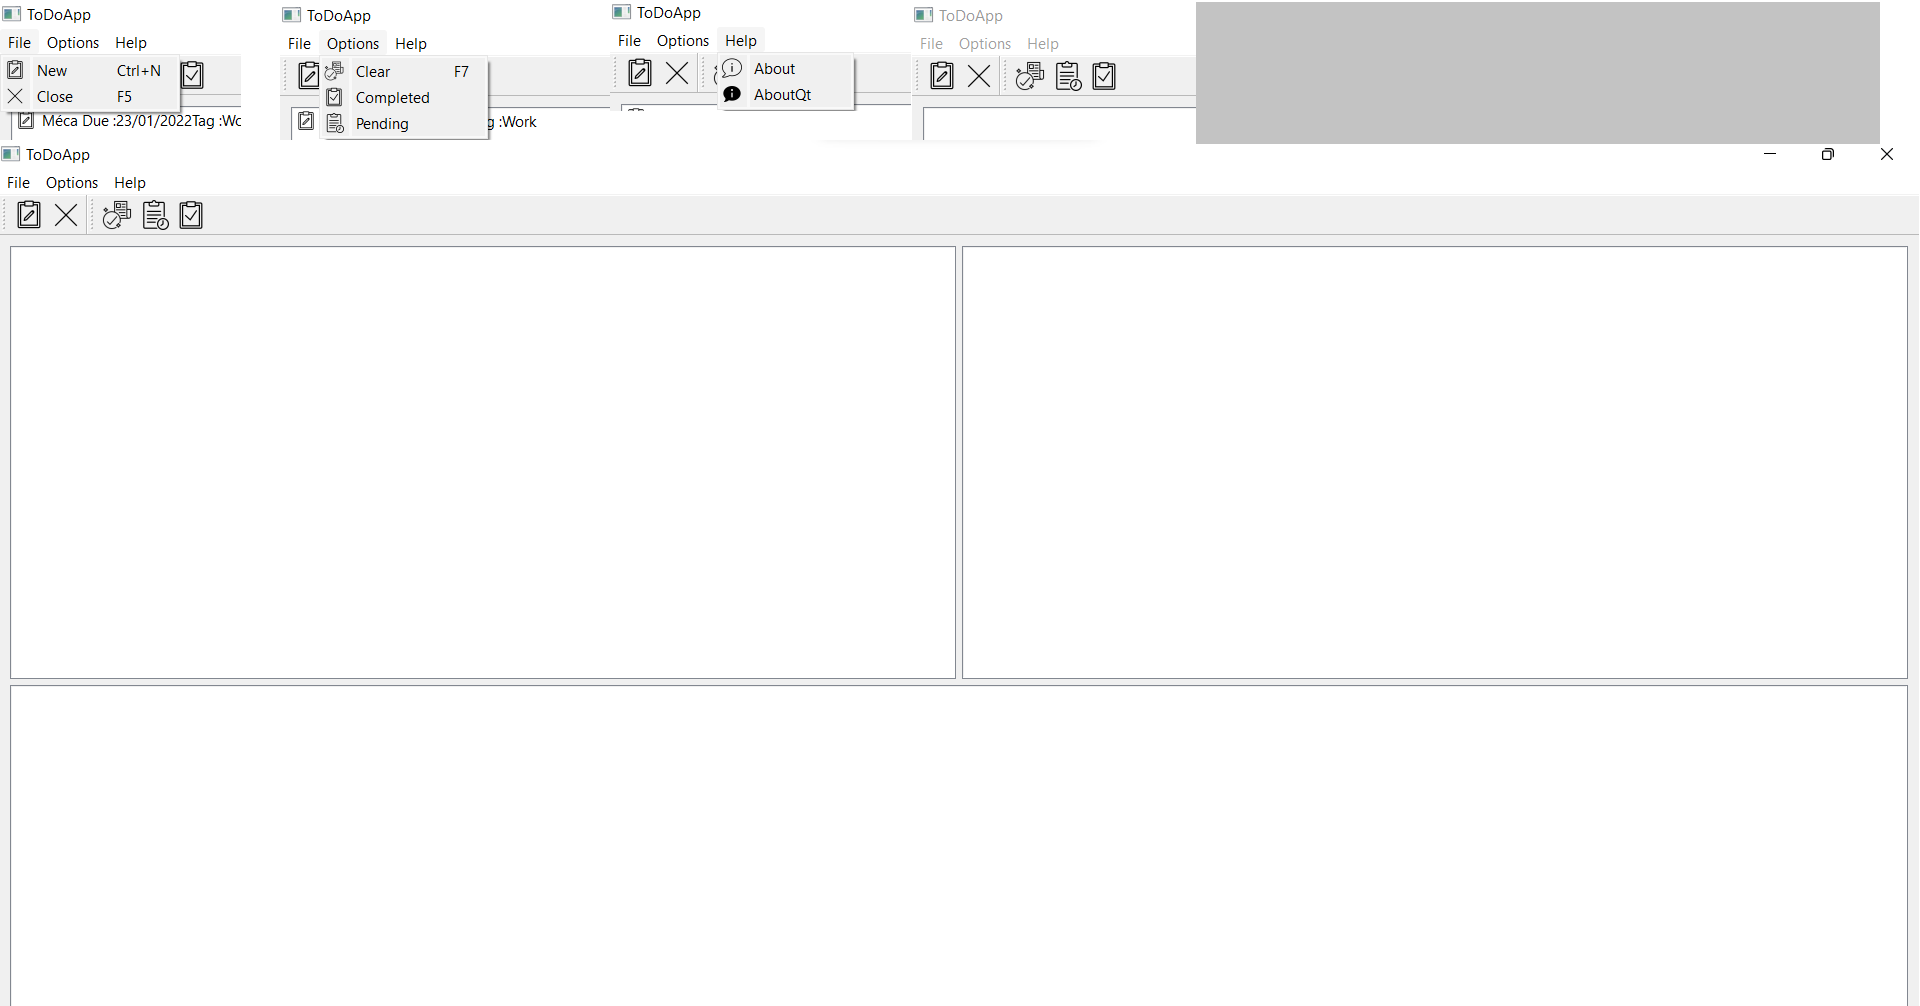 ToDoApp
File Options Help
New Ctrl+N
Close F5
Méca Due :23/01/2022Tag :Wo
ToDoApp
File Options Help
Clear F7
Completed
Pending
g :Work
ToDoApp
File Options Help
About
AboutQt
ToDoApp
File Options Help
ToDoApp
File Options Help